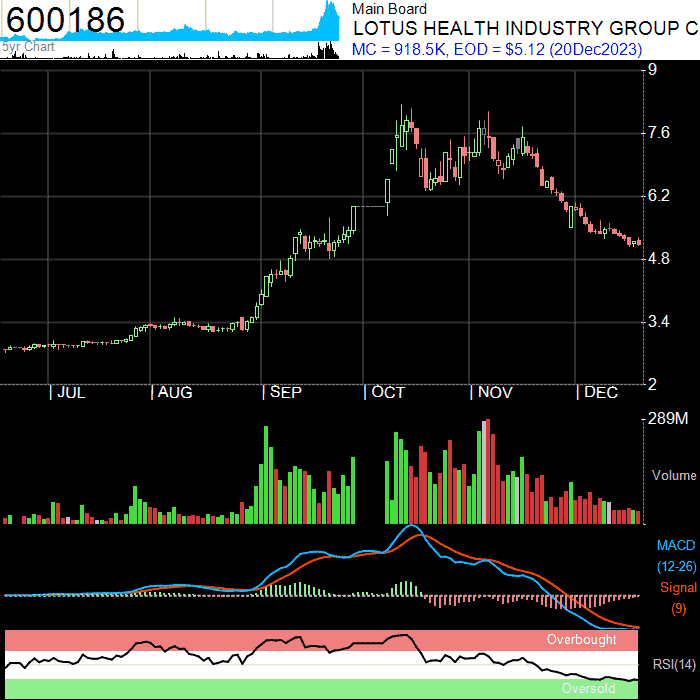 600186
5yr Chart
Main Board
LOTUS HEALTH INDUSTRY GROUP C
MC = 918.5K, EOD = $5.12 (20Dec2023)
9
7.6
6.2
4.8
3.4
2
JUL
AUG
SEP
OCT
NOV
DEC
289M
Volume
MACD
(12-26)
Signal
(9)
Overbought
RSI(14)
Oversold